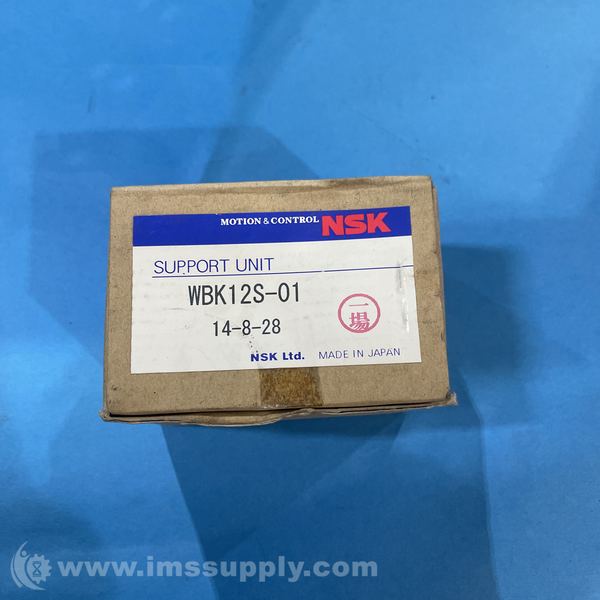 MOTION & CONTROL NSK
SUPPORT UNIT
WBK12S-01
14-8-28
一場
NSK Ltd. MADE IN JAPAN
www.imssupply.com